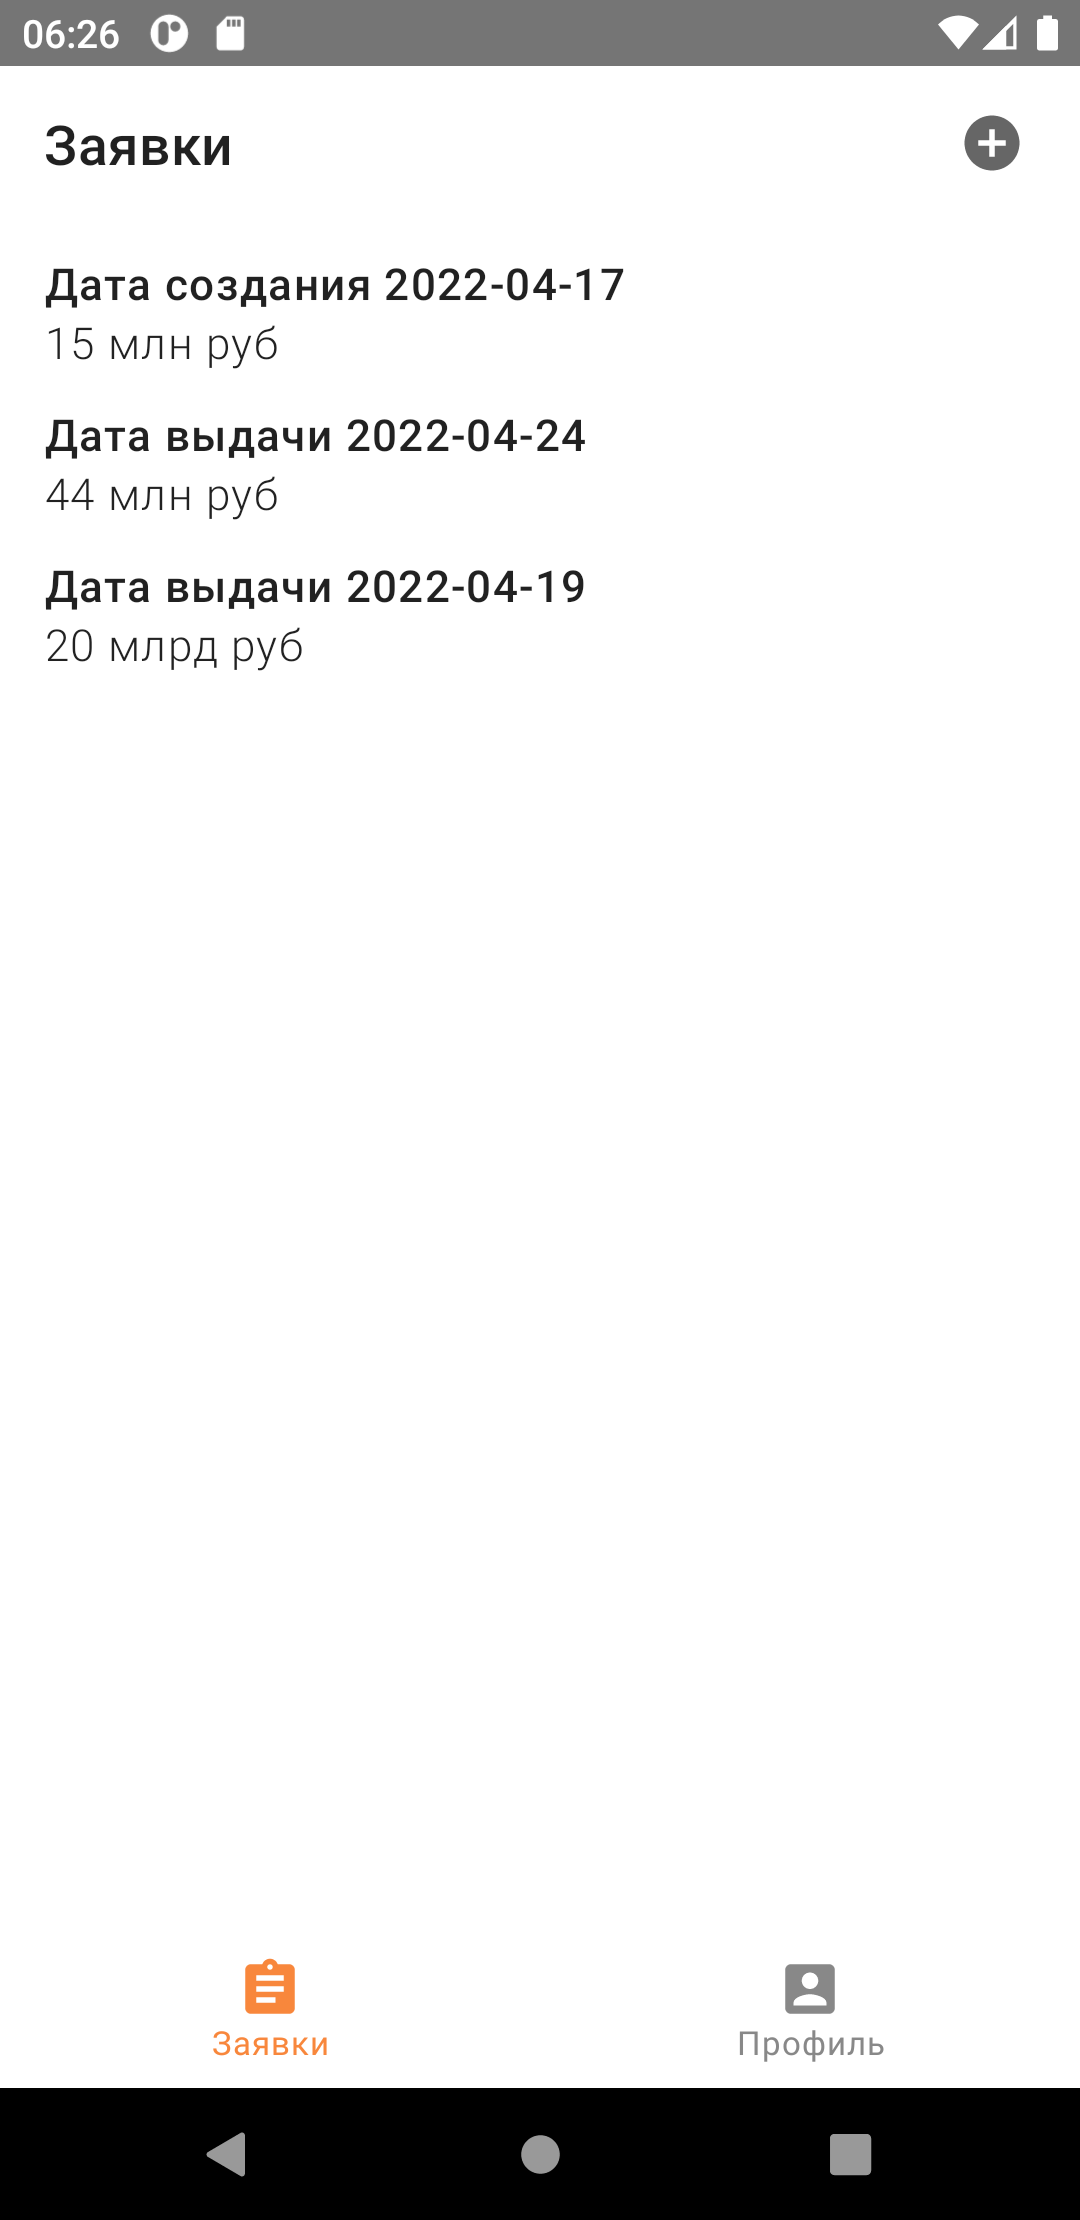 06:26
Заявки
Дата создания 2022-04-17
15 млн руб
Дата выдачи 2022-04-24
44 млн руб
Дата выдачи 2022-04-19
20 млрд руб
Заявки
Профиль